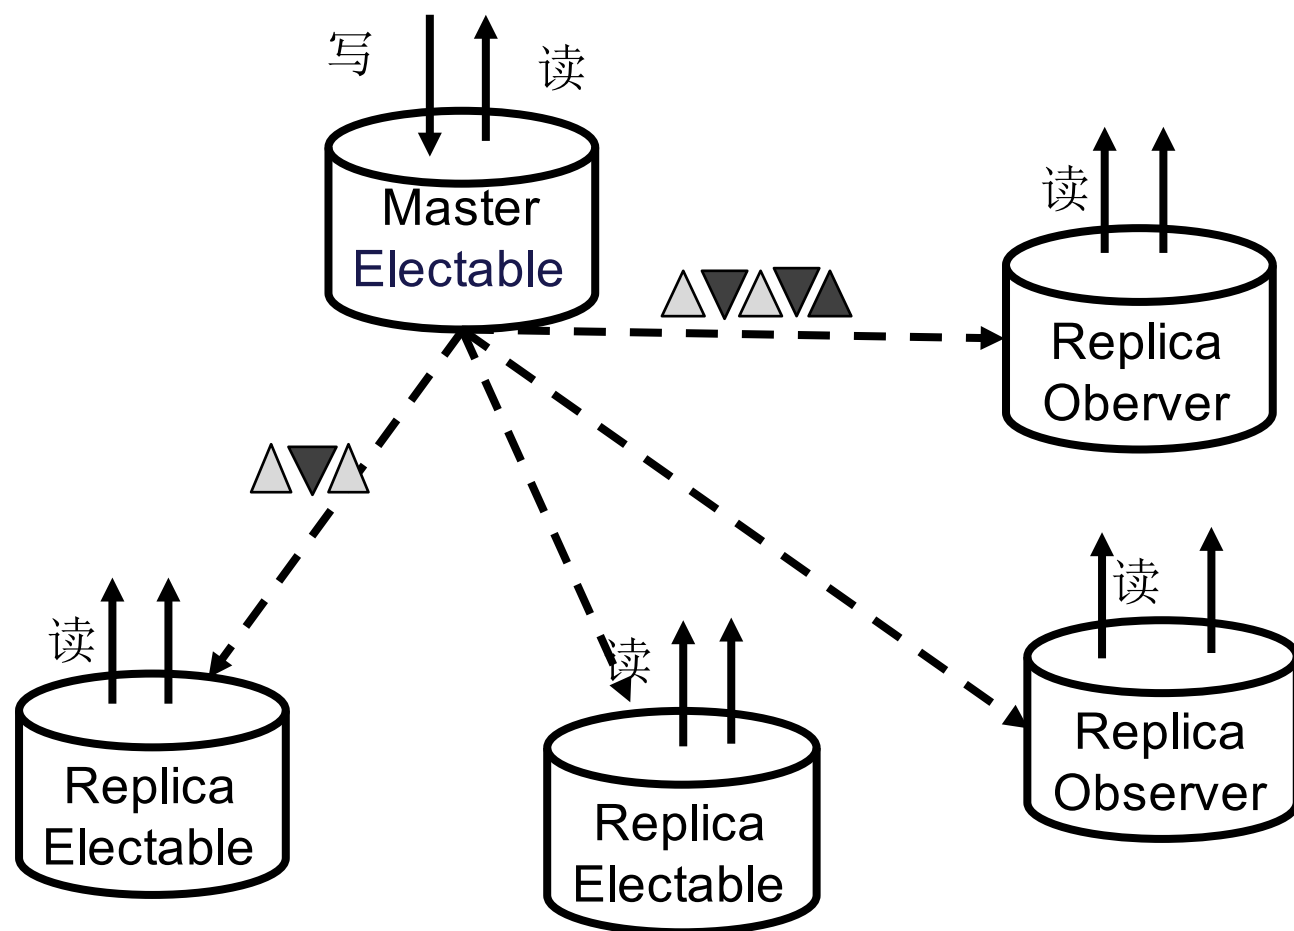 写
读
Master
Electable
读
Replica
Oberver
读
Replica
Electable
读
Replica
Electable
读
Replica
Observer